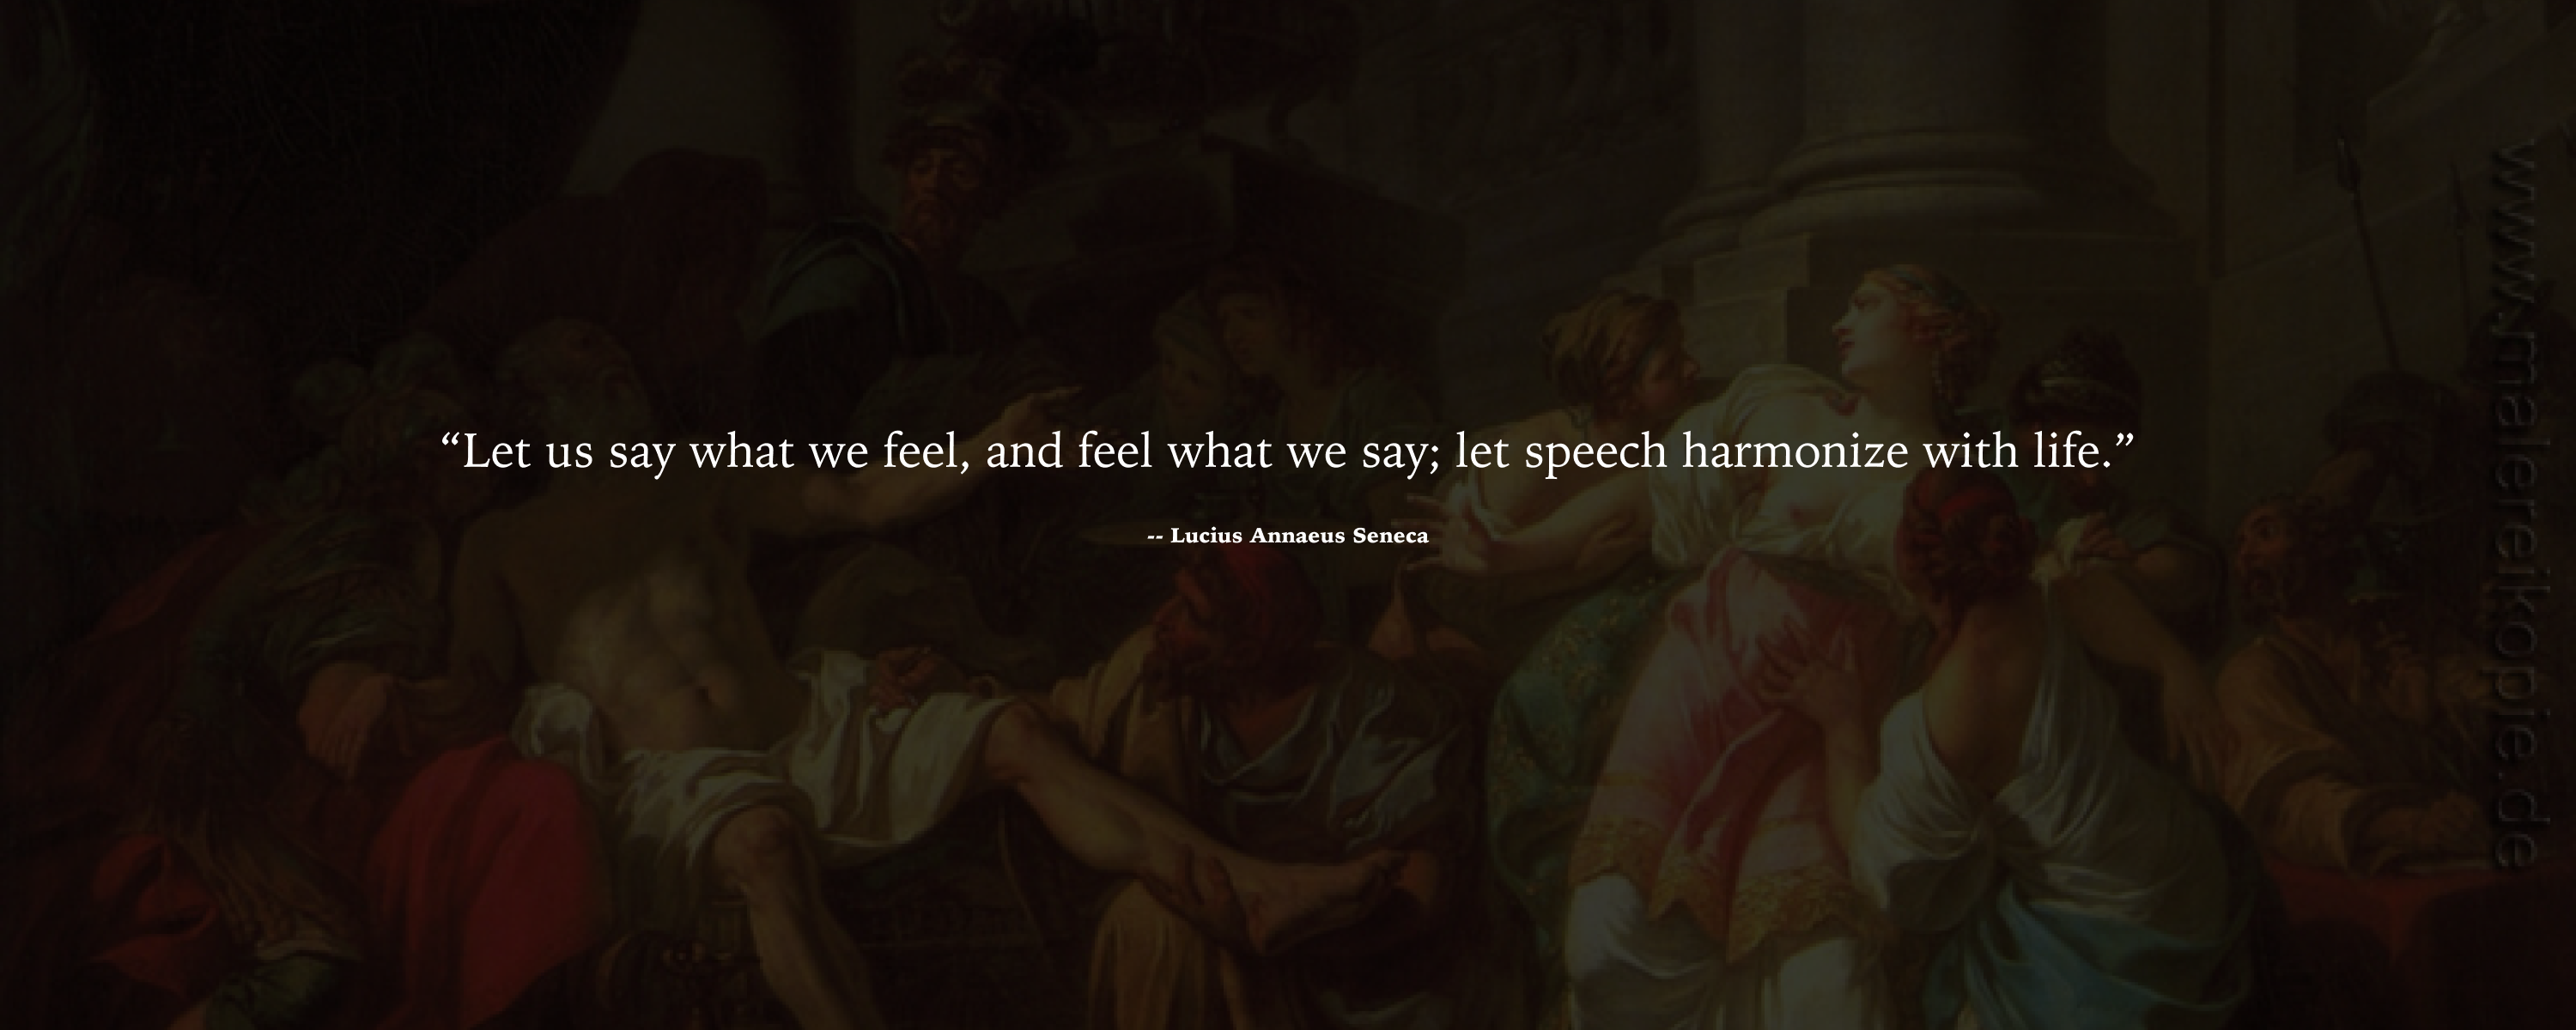 “Let us say what we feel, and feel what we say; let speech harmonize with life.”
-- Lucius Annaeus Seneca
www.malereikopie.de